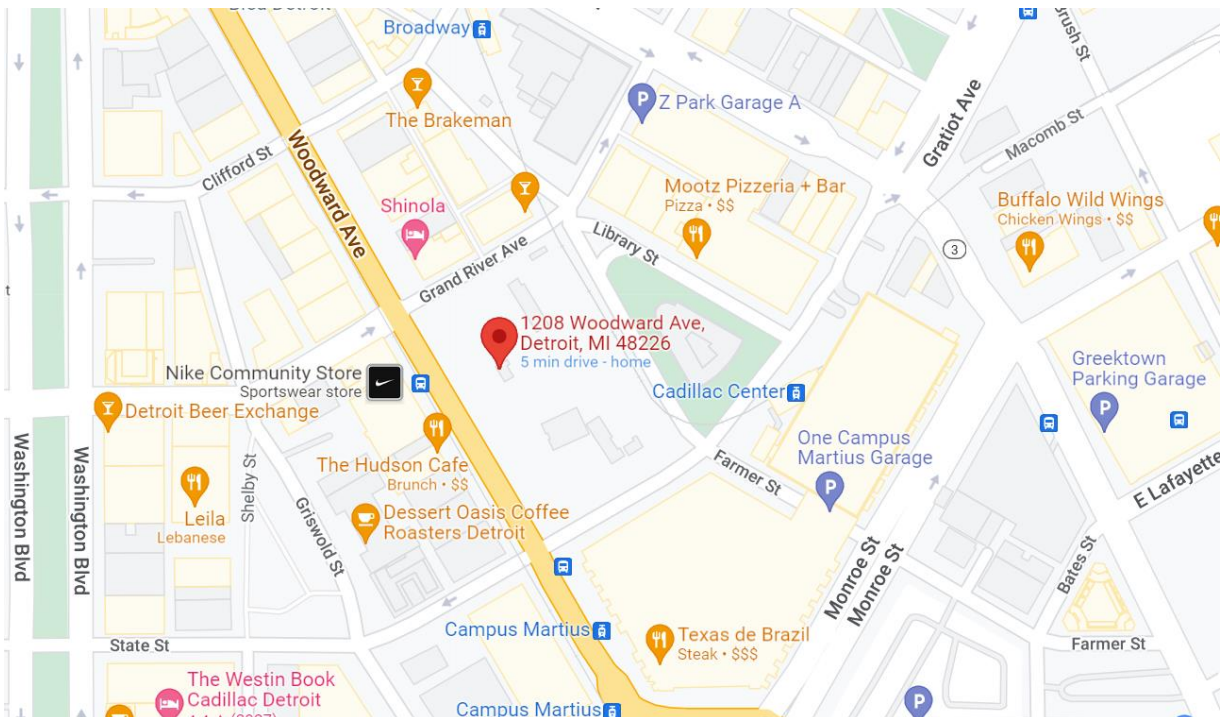 Broadway
Brush St
The Brakeman
Z Park Garage A
Gratiot Ave
Macomb St
Clifford St
Woodward Ave
Shinola
Mootz Pizzeria + Bar
Pizza • $$
Buffalo Wild Wings
Chicken Wings • $$
Library St
3
Grand River Ave
1208 Woodward Ave,
Detroit, MI 48226
5 min drive - home
Nike Community Store
Sportswear store
Cadillac Center
Greektown
Parking Garage
Detroit Beer Exchange
One Campus
Martius Garage
The Hudson Cafe
Brunch • $$
Farmer St
E Lafayette
Washington Blvd
Washington Blvd
Shelby St
Leila
Lebanese
Griswold St
Dessert Oasis Coffee
Roasters Detroit
Monroe St
Monroe St
Bates St
Campus Martius
Texas de Brazil
Steak • $$$
State St
Farmer St
The Westin Book
Cadillac Detroit
Campus Martius
P
P
P
P